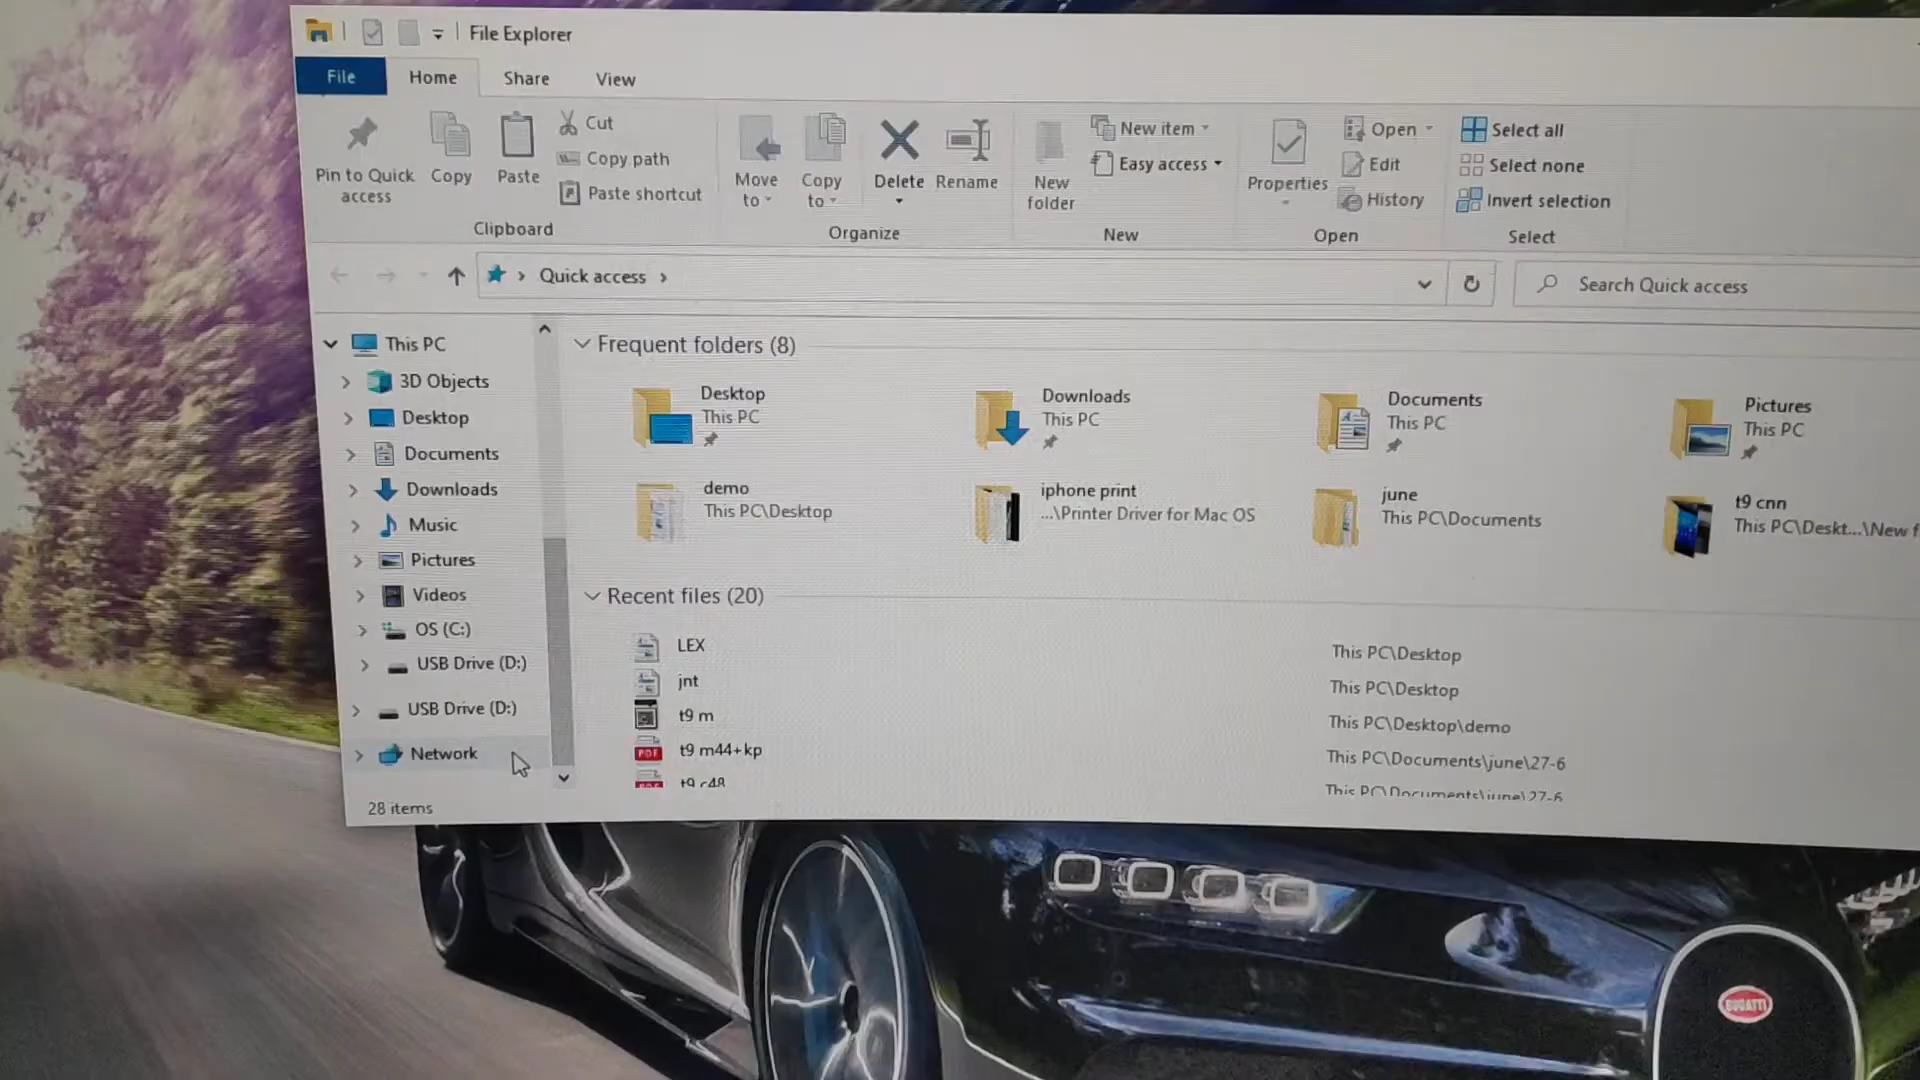 File Explorer
File Home Share View
Pin to Quick access
Copy
Paste
Cut
Copy path
Paste shortcut
Clipboard
Move to
Copy to
Delete
Rename
Organize
New folder
New item
Easy access
New
Properties
Open
Edit
History
Open
Select all
Select none
Invert selection
Select
Quick access
Search Quick access
This PC
3D Objects
Desktop
Documents
Downloads
Music
Pictures
Videos
OS (C:)
USB Drive (D:)
USB Drive (D:)
Network
28 items
Frequent folders (8)
Desktop
This PC
Downloads
This PC
Documents
This PC
Pictures
This PC
demo
This PC\Desktop
iphone print
...\Printer Driver for Mac OS
june
This PC\Documents
t9 cnn
This PC\Deskt...\New f
Recent files (20)
LEX This PC\Desktop
jnt This PC\Desktop
t9 m This PC\Desktop\demo
PDF t9 m44+kp This PC\Documents\june\27-6
t9 c48 This PC\Documents\june\27-6
BUGATTI